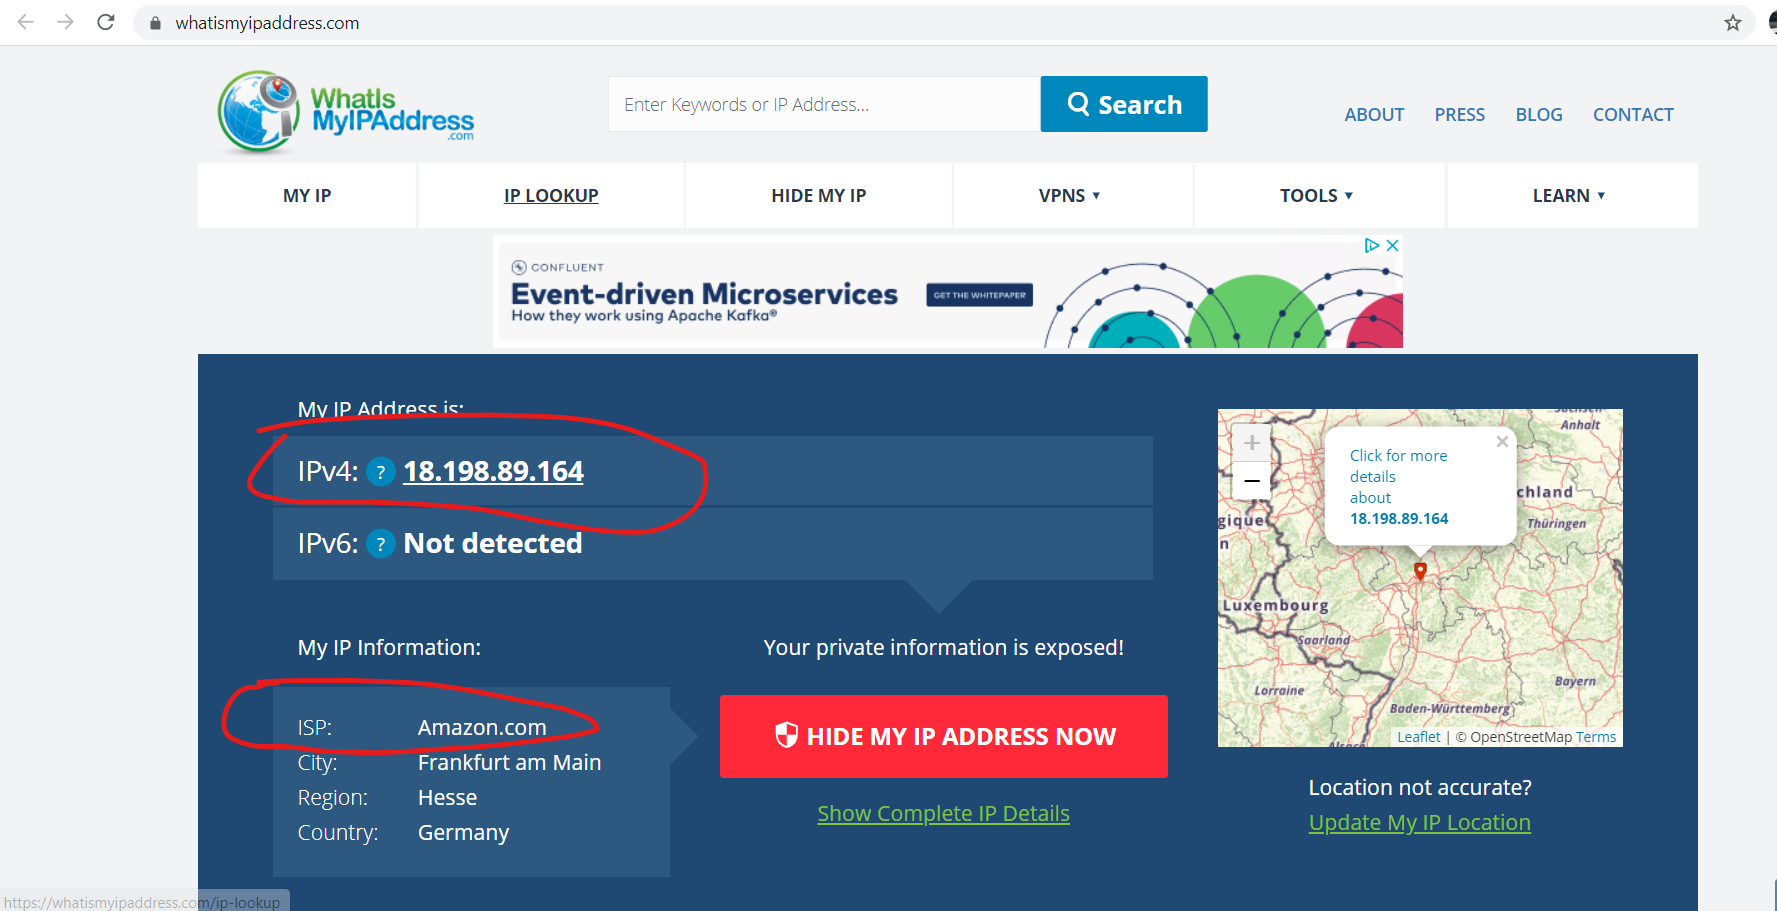 whatismyipaddress.com
WhatIs
MyIPAddress
.com
Enter Keywords or IP Address...
Search
ABOUT PRESS BLOG CONTACT
MY IP IP LOOKUP HIDE MY IP VPNS ▼ TOOLS ▼ LEARN ▼
CONFLUENT
Event-driven Microservices
How they work using Apache Kafka®
GET THE WHITEPAPER
My IP Address is:
IPv4: ? 18.198.89.164
IPv6: ? Not detected
My IP Information:
ISP: Amazon.com
City: Frankfurt am Main
Region: Hesse
Country: Germany
Your private information is exposed!
HIDE MY IP ADDRESS NOW
Show Complete IP Details
+
−
Click for more
details
about
18.198.89.164
×
Anhalt
chland
Thüringen
Luxembourg
Saarland
Lorraine
Bayern
Baden-Württemberg
Leaflet | © OpenStreetMap Terms
Location not accurate?
Update My IP Location
https://whatismyipaddress.com/ip-lookup